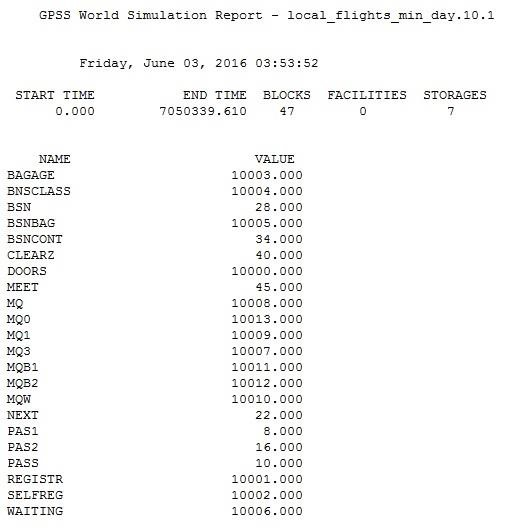 GPSS World Simulation Report - local_flights_min_day.10.1
Friday, June 03, 2016 03:53:52
START TIME END TIME BLOCKS FACILITIES STORAGES
0.000 7050339.610 47 0 7
NAME VALUE
BAGAGE 10003.000
BNSCLASS 10004.000
BSN 28.000
BSNBAG 10005.000
BSNCONT 34.000
CLEARZ 40.000
DOORS 10000.000
MEET 45.000
MQ 10008.000
MQ0 10013.000
MQ1 10009.000
MQ3 10007.000
MQB1 10011.000
MQB2 10012.000
MQW 10010.000
NEXT 22.000
PAS1 8.000
PAS2 16.000
PASS 10.000
REGISTR 10001.000
SELFREG 10002.000
WAITING 10006.000